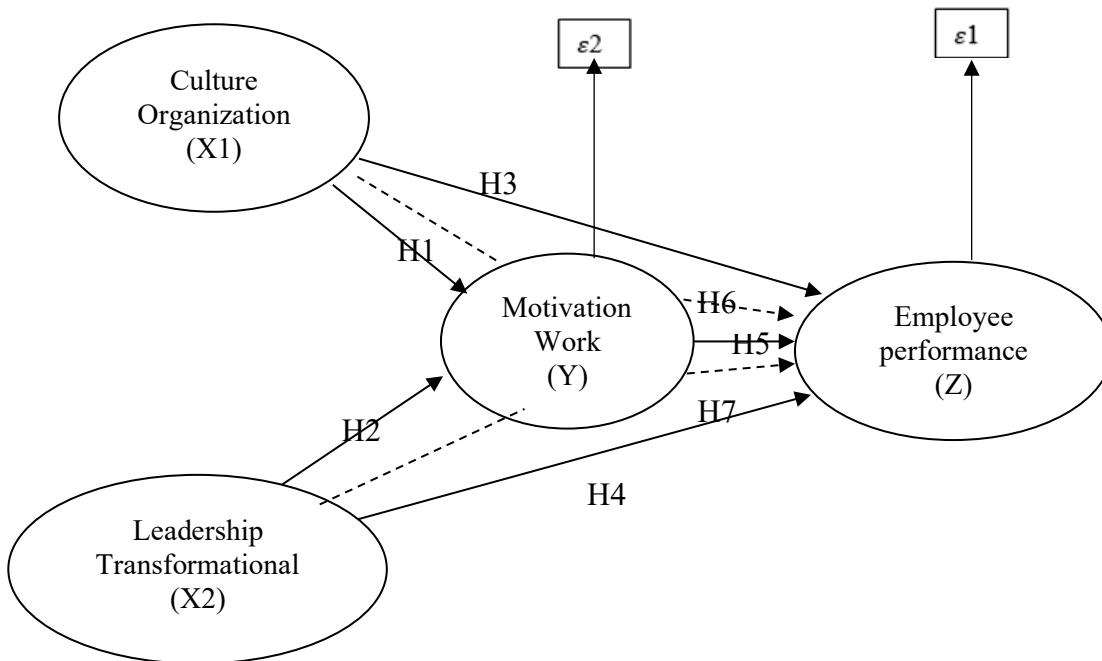 ε2
ε1
Culture
Organization
(X1)
H3
H1
Motivation
Work
(Y)
H6
H5
Employee
performance
(Z)
H2
H7
H4
Leadership
Transformational
(X2)